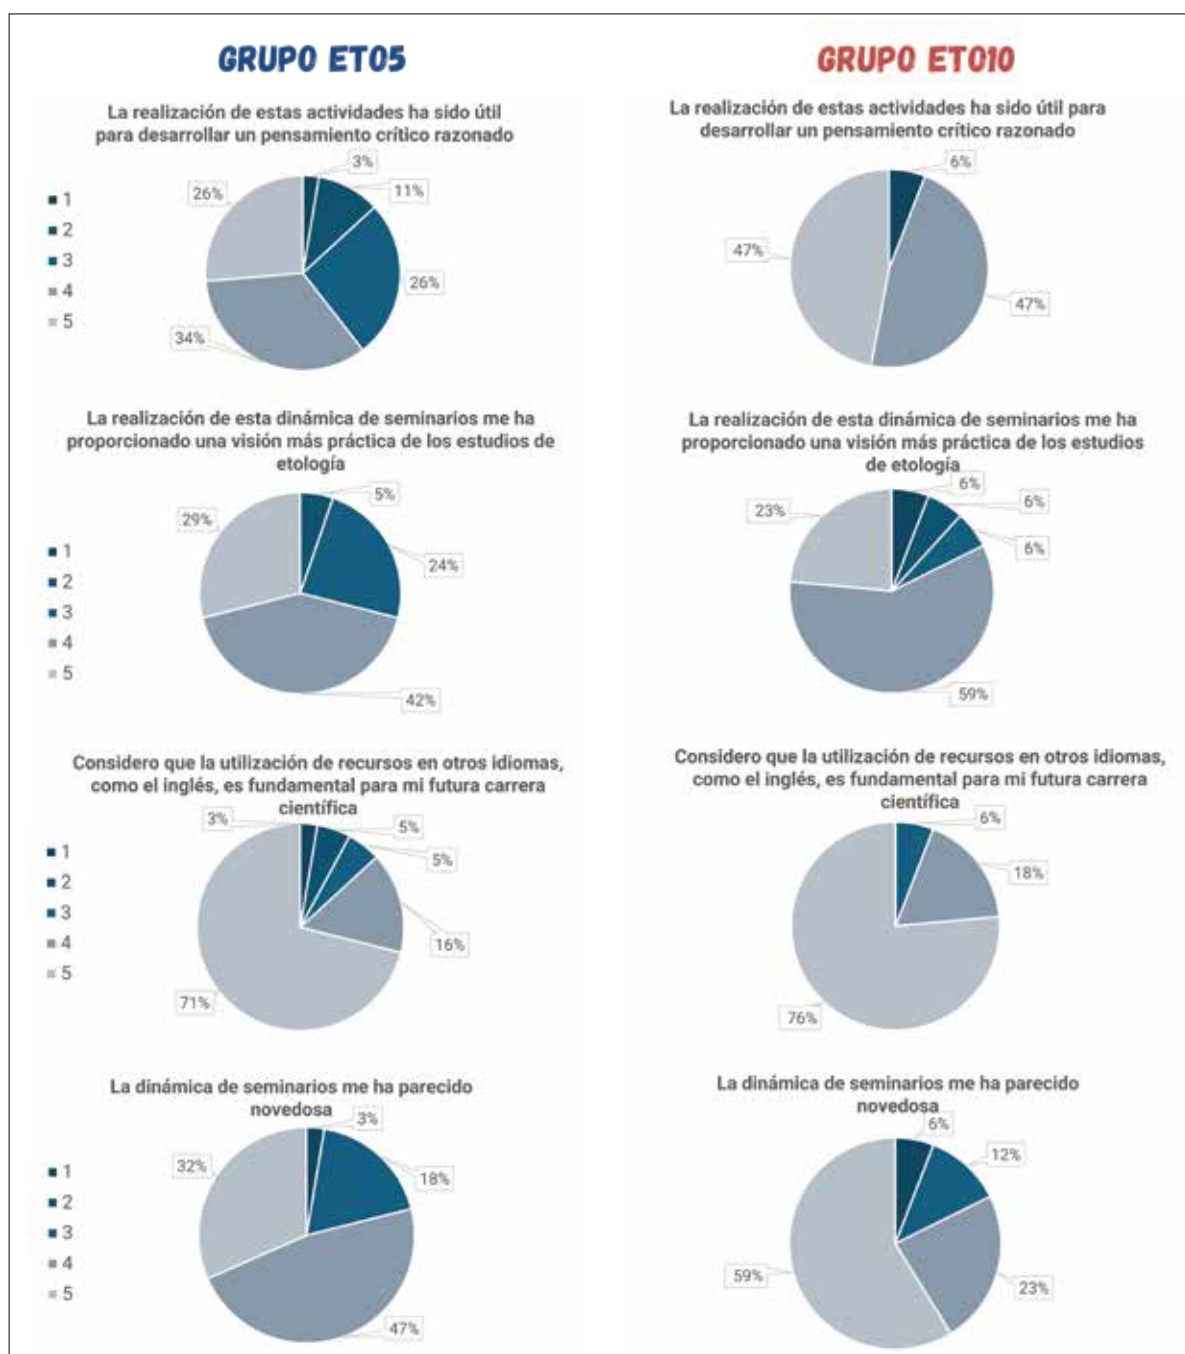 GRUPO ETO5
La realización de estas actividades ha sido útil
para desarrollar un pensamiento crítico razonado
3%
11%
26%
34%
26%
1
2
3
4
5
La realización de esta dinámica de seminarios me ha
proporcionado una visión más práctica de los estudios de
etología
5%
24%
42%
29%
1
2
3
4
5
Considero que la utilización de recursos en otros idiomas,
como el inglés, es fundamental para mi futura carrera
científica
3%
5%
5%
16%
71%
1
2
3
4
5
La dinámica de seminarios me ha parecido
novedosa
3%
18%
47%
32%
1
2
3
4
5
GRUPO ETO10
La realización de estas actividades ha sido útil para
desarrollar un pensamiento crítico razonado
6%
47%
47%
La realización de esta dinámica de seminarios me ha
proporcionado una visión más práctica de los estudios
de etología
6%
6%
6%
59%
23%
Considero que la utilización de recursos en otros idiomas,
como el inglés, es fundamental para mi futura carrera
científica
6%
18%
76%
La dinámica de seminarios me ha parecido
novedosa
6%
12%
23%
59%